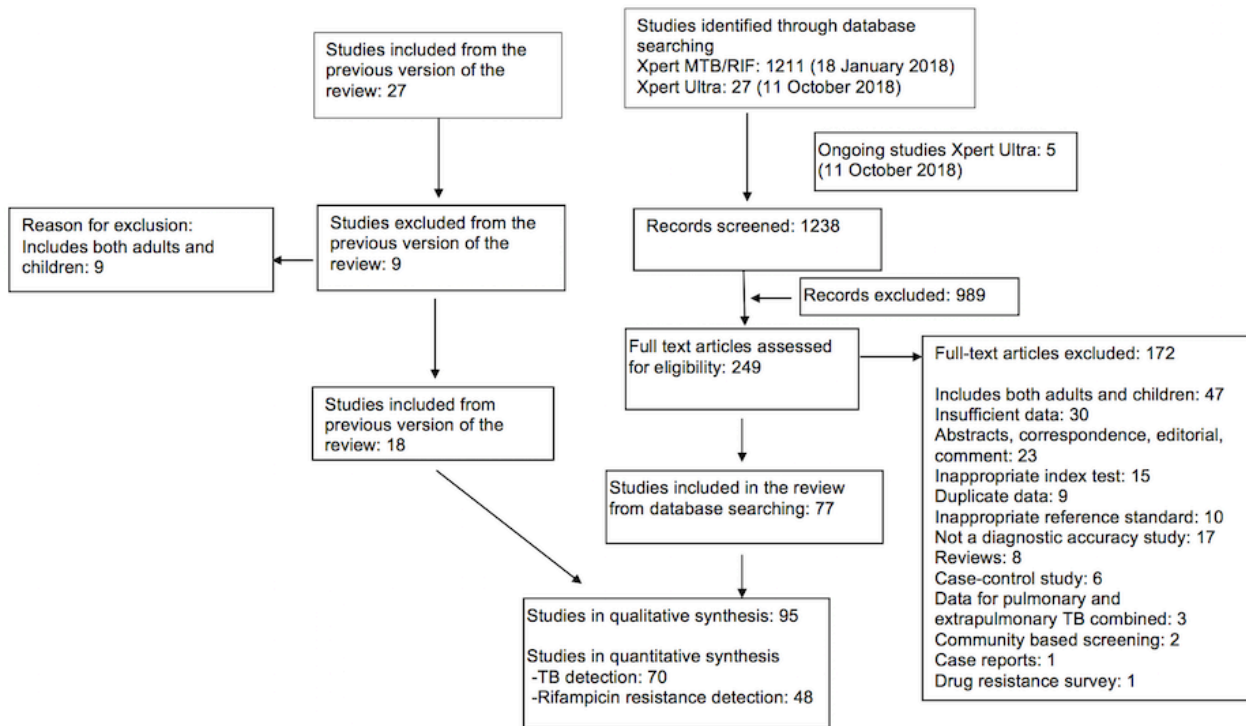 Studies included from the
previous version of the
review: 27
Studies identified through database
searching
Xpert MTB/RIF: 1211 (18 January 2018)
Xpert Ultra: 27 (11 October 2018)
Ongoing studies Xpert Ultra: 5
(11 October 2018)
Reason for exclusion:
Includes both adults and
children: 9
Studies excluded from the
previous version of the
review: 9
Records screened: 1238
Records excluded: 989
Full text articles assessed
for eligibility: 249
Full-text articles excluded: 172
Includes both adults and children: 47
Insufficient data: 30
Abstracts, correspondence, editorial,
comment: 23
Inappropriate index test: 15
Duplicate data: 9
Inappropriate reference standard: 10
Not a diagnostic accuracy study: 17
Reviews: 8
Case-control study: 6
Data for pulmonary and
extrapulmonary TB combined: 3
Community based screening: 2
Case reports: 1
Drug resistance survey: 1
Studies included from
previous version of the
review: 18
Studies included in the review
from database searching: 77
Studies in qualitative synthesis: 95
Studies in quantitative synthesis
-TB detection: 70
-Rifampicin resistance detection: 48